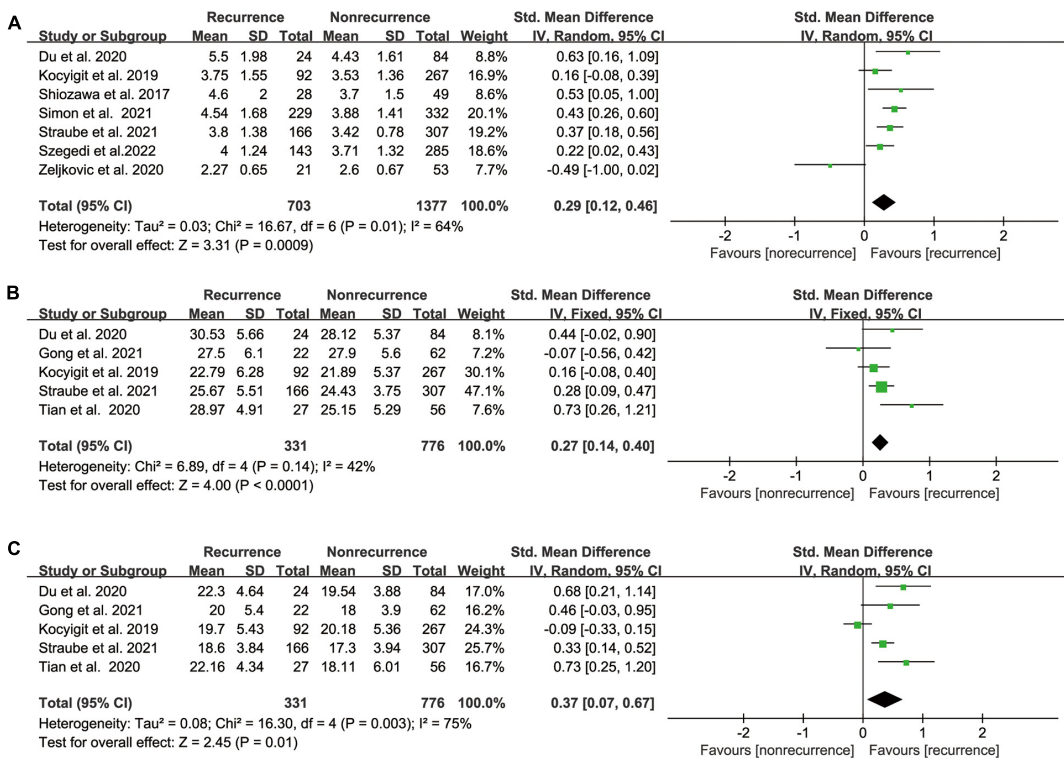 A
Recurrence Nonrecurrence Std. Mean Difference Std. Mean Difference
Study or Subgroup Mean SD Total Mean SD Total Weight IV, Random, 95% CI IV, Random, 95% CI
Du et al. 2020 5.5 1.98 24 4.43 1.61 84 8.8% 0.63 [0.16, 1.09]
Kocyigit et al. 2019 3.75 1.55 92 3.53 1.36 267 16.9% 0.16 [-0.08, 0.39]
Shiozawa et al. 2017 4.6 2 28 3.7 1.5 49 8.6% 0.53 [0.05, 1.00]
Simon et al. 2021 4.54 1.68 229 3.88 1.41 332 20.1% 0.43 [0.26, 0.60]
Straube et al. 2021 3.8 1.38 166 3.42 0.78 307 19.2% 0.37 [0.18, 0.56]
Szegedi et al.2022 4 1.24 143 3.71 1.32 285 18.6% 0.22 [0.02, 0.43]
Zeljkovic et al. 2020 2.27 0.65 21 2.6 0.67 53 7.7% -0.49 [-1.00, 0.02]
Total (95% CI) 703 1377 100.0% 0.29 [0.12, 0.46]
Heterogeneity: Tau² = 0.03; Chi² = 16.67, df = 6 (P = 0.01); I² = 64%
Test for overall effect: Z = 3.31 (P = 0.0009)
-2 -1 0 1 2
Favours [nonrecurrence] Favours [recurrence]
B
Recurrence Nonrecurrence Std. Mean Difference Std. Mean Difference
Study or Subgroup Mean SD Total Mean SD Total Weight IV, Fixed, 95% CI IV, Fixed, 95% CI
Du et al. 2020 30.53 5.66 24 28.12 5.37 84 8.1% 0.44 [-0.02, 0.90]
Gong et al. 2021 27.5 6.1 22 27.9 5.6 62 7.2% -0.07 [-0.56, 0.42]
Kocyigit et al. 2019 22.79 6.28 92 21.89 5.37 267 30.1% 0.16 [-0.08, 0.40]
Straube et al. 2021 25.67 5.51 166 24.43 3.75 307 47.1% 0.28 [0.09, 0.47]
Tian et al. 2020 28.97 4.91 27 25.15 5.29 56 7.6% 0.73 [0.26, 1.21]
Total (95% CI) 331 776 100.0% 0.27 [0.14, 0.40]
Heterogeneity: Chi² = 6.89, df = 4 (P = 0.14); I² = 42%
Test for overall effect: Z = 4.00 (P < 0.0001)
-2 -1 0 1 2
Favours [nonrecurrence] Favours [recurrence]
C
Recurrence Nonrecurrence Std. Mean Difference Std. Mean Difference
Study or Subgroup Mean SD Total Mean SD Total Weight IV, Random, 95% CI IV, Random, 95% CI
Du et al. 2020 22.3 4.64 24 19.54 3.88 84 17.0% 0.68 [0.21, 1.14]
Gong et al. 2021 20 5.4 22 18 3.9 62 16.2% 0.46 [-0.03, 0.95]
Kocyigit et al. 2019 19.7 5.43 92 20.18 5.36 267 24.3% -0.09 [-0.33, 0.15]
Straube et al. 2021 18.6 3.84 166 17.3 3.94 307 25.7% 0.33 [0.14, 0.52]
Tian et al. 2020 22.16 4.34 27 18.11 6.01 56 16.7% 0.73 [0.25, 1.20]
Total (95% CI) 331 776 100.0% 0.37 [0.07, 0.67]
Heterogeneity: Tau² = 0.08; Chi² = 16.30, df = 4 (P = 0.003); I² = 75%
Test for overall effect: Z = 2.45 (P = 0.01)
-2 -1 0 1 2
Favours [nonrecurrence] Favours [recurrence]